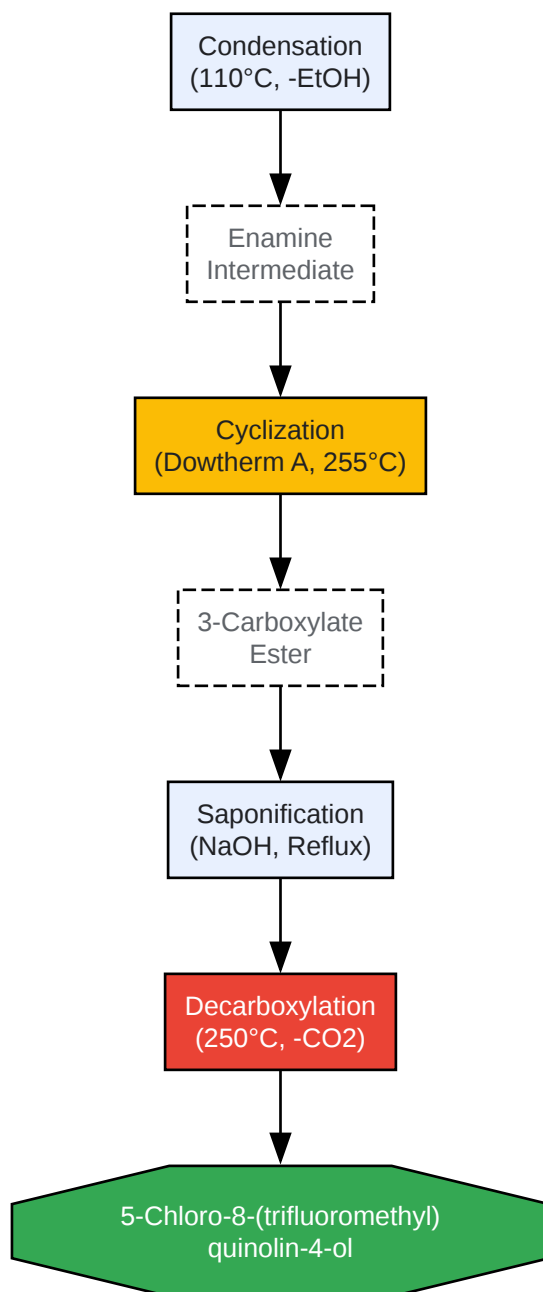 Condensation
(110°C, -EtOH)
Enamine
Intermediate
Cyclization
(Dowtherm A, 255°C)
3-Carboxylate
Ester
Saponification
(NaOH, Reflux)
Decarboxylation
(250°C, -CO2)
5-Chloro-8-(trifluoromethyl)
quinolin-4-ol